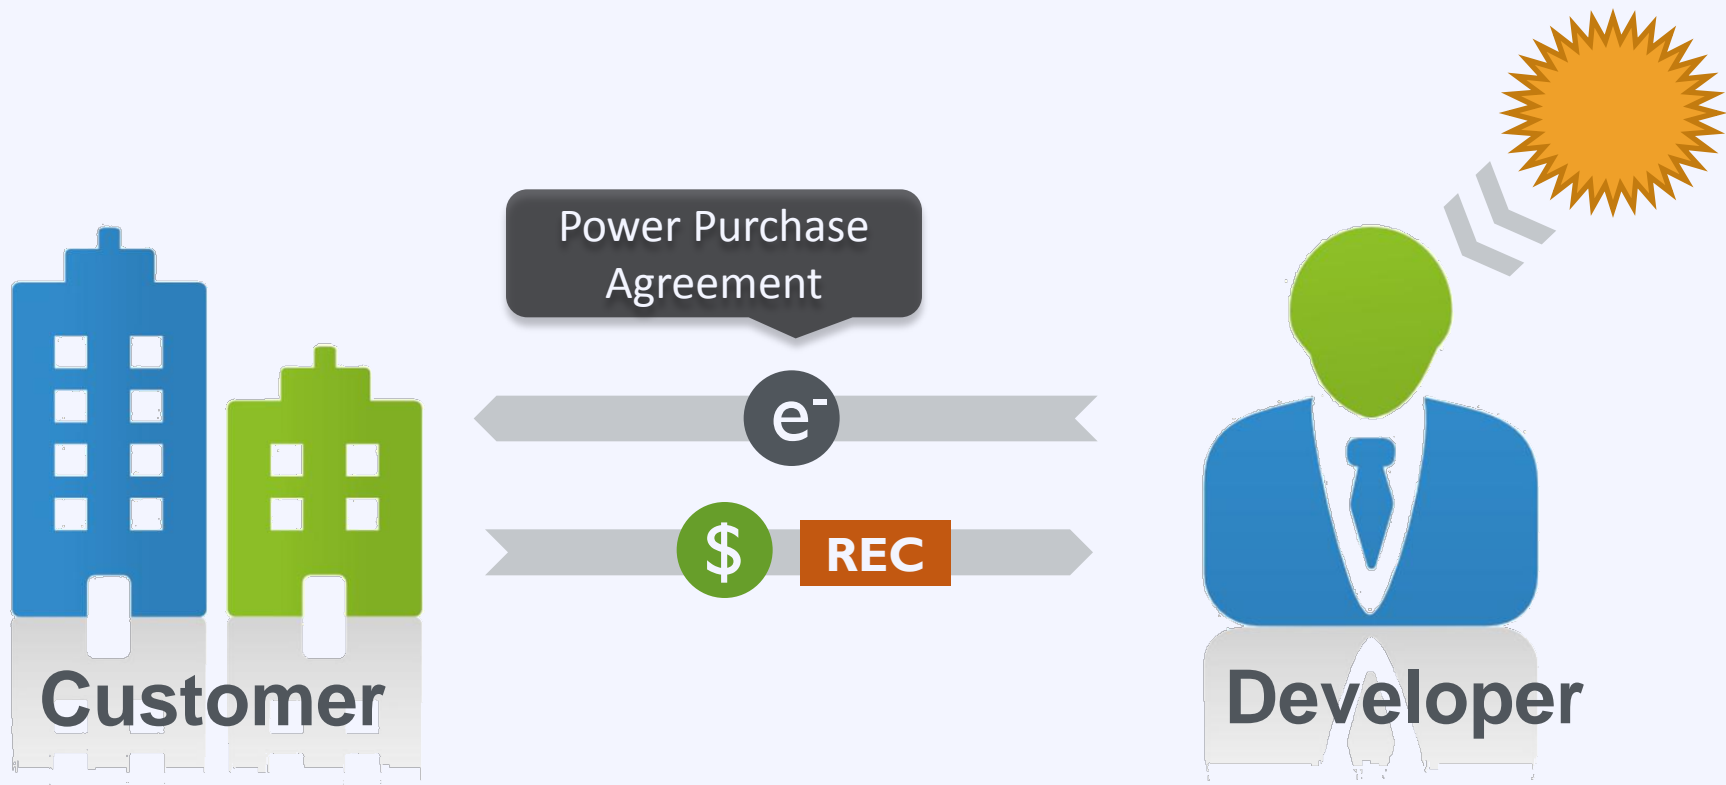 Power Purchase
Agreement
e⁻
$ REC
Customer
Developer